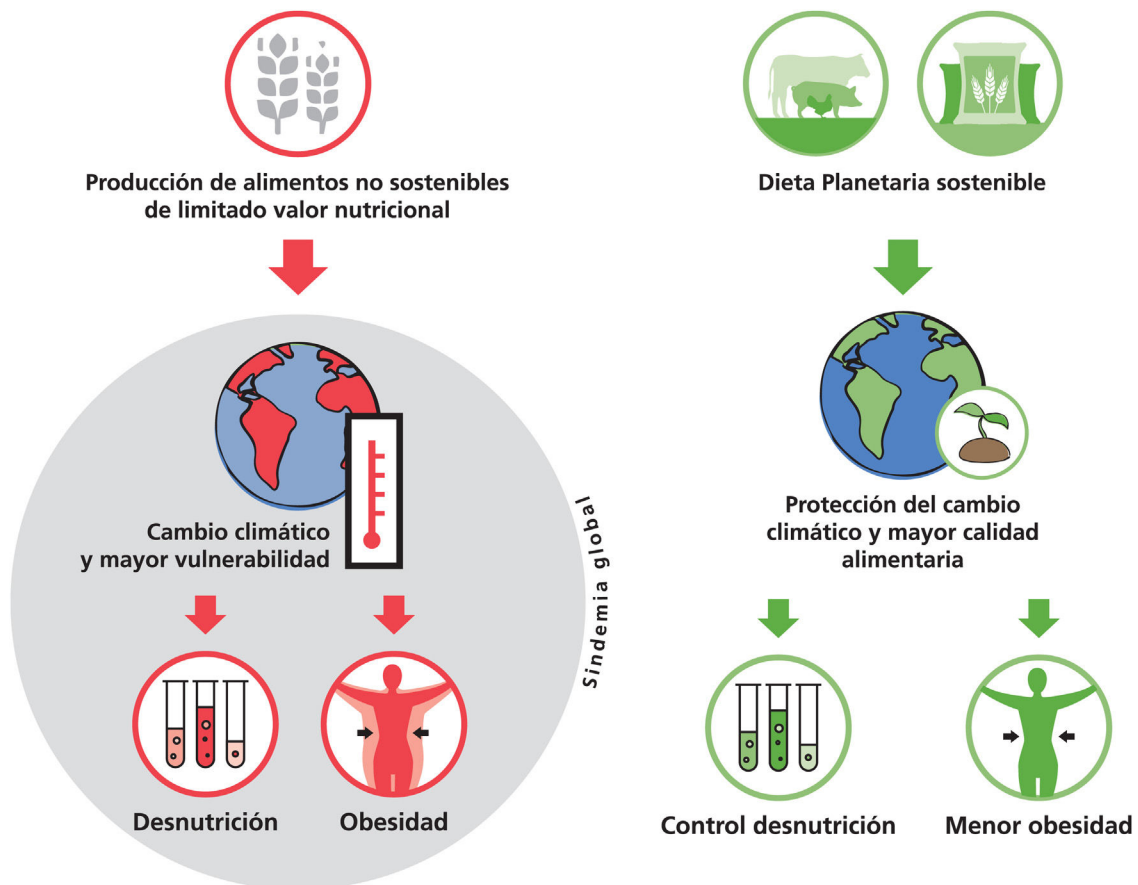 Producción de alimentos no sostenibles
de limitado valor nutricional
Cambio climático
y mayor vulnerabilidad
Desnutrición
Obesidad
Sindemia global
Dieta Planetaria sostenible
Protección del cambio
climático y mayor calidad
alimentaria
Control desnutrición
Menor obesidad